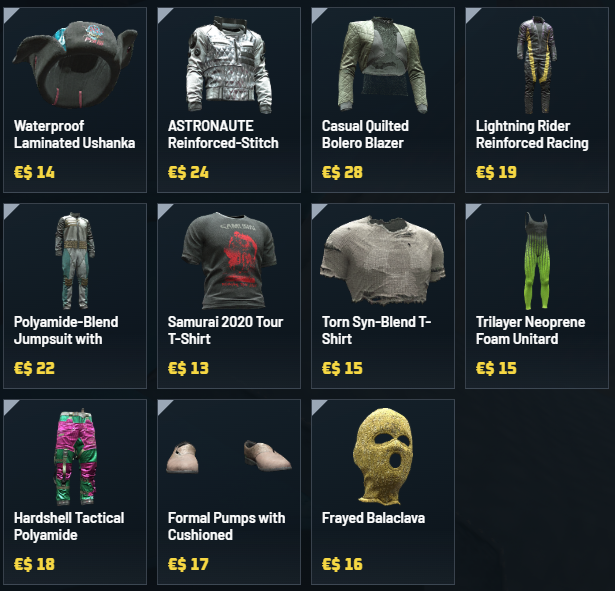 Waterproof
Laminated Ushanka
€$ 14
ASTRONAUTE
Reinforced-Stitch
€$ 24
Casual Quilted
Bolero Blazer
€$ 28
Lightning Rider
Reinforced Racing
€$ 19
Polyamide-Blend
Jumpsuit with
€$ 22
SAMURAI
Samurai 2020 Tour
T-Shirt
€$ 13
Torn Syn-Blend T-
Shirt
€$ 15
Trilayer Neoprene
Foam Unitard
€$ 15
Hardshell Tactical
Polyamide
€$ 18
Formal Pumps with
Cushioned
€$ 17
Frayed Balaclava
€$ 16